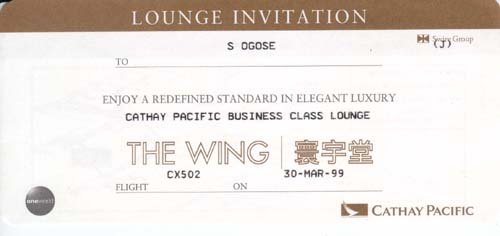 LOUNGE INVITATION
Swire Group
(J)
S OGOSE
TO
ENJOY A REDEFINED STANDARD IN ELEGANT LUXURY
CATHAY PACIFIC BUSINESS CLASS LOUNGE
THE WING | 寰宇堂
CX502 30-MAR-99
FLIGHT ON
oneworld
CATHAY PACIFIC